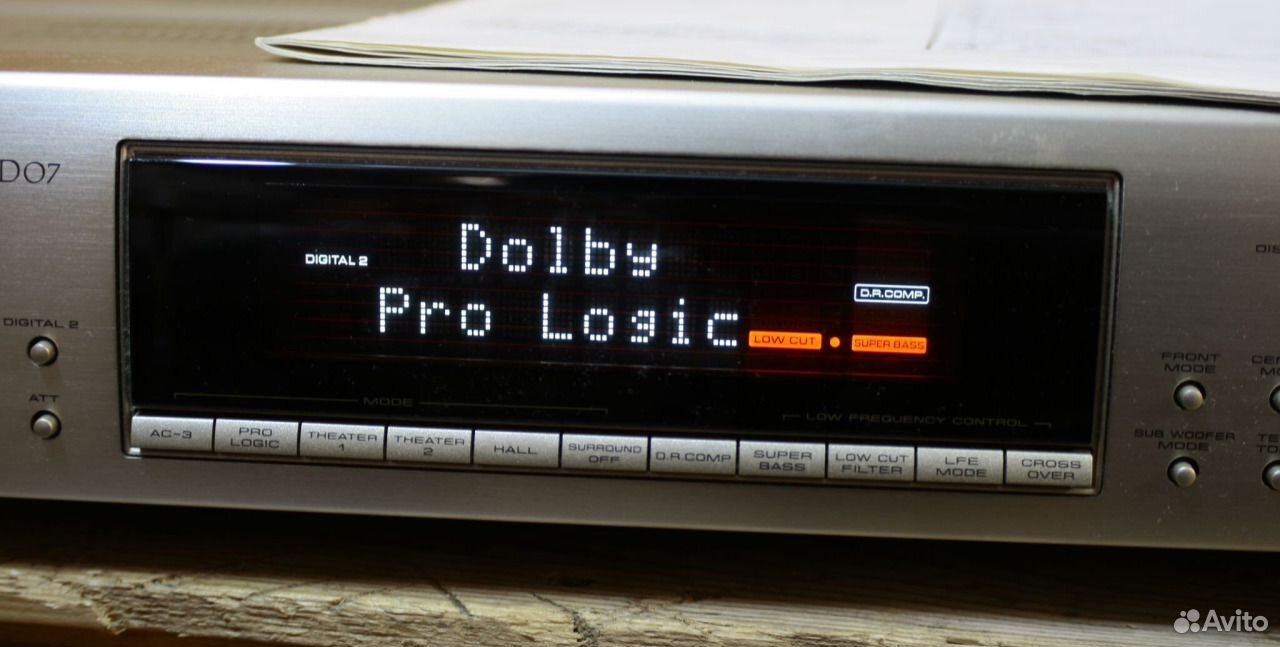 D07
DIGITAL 2
Dolby
Pro Logic
D.R.COMP.
LOW CUT • SUPER BASS
DIGITAL 2
ATT
MODE
LOW FREQUENCY CONTROL
AC-3
PRO
LOGIC
THEATER
1
THEATER
2
HALL
SURROUND
OFF
D.R.COMP
SUPER
BASS
LOW CUT
FILTER
LFE
MODE
CROSS
OVER
FRONT
MODE
SUB WOOFER
MODE
Avito